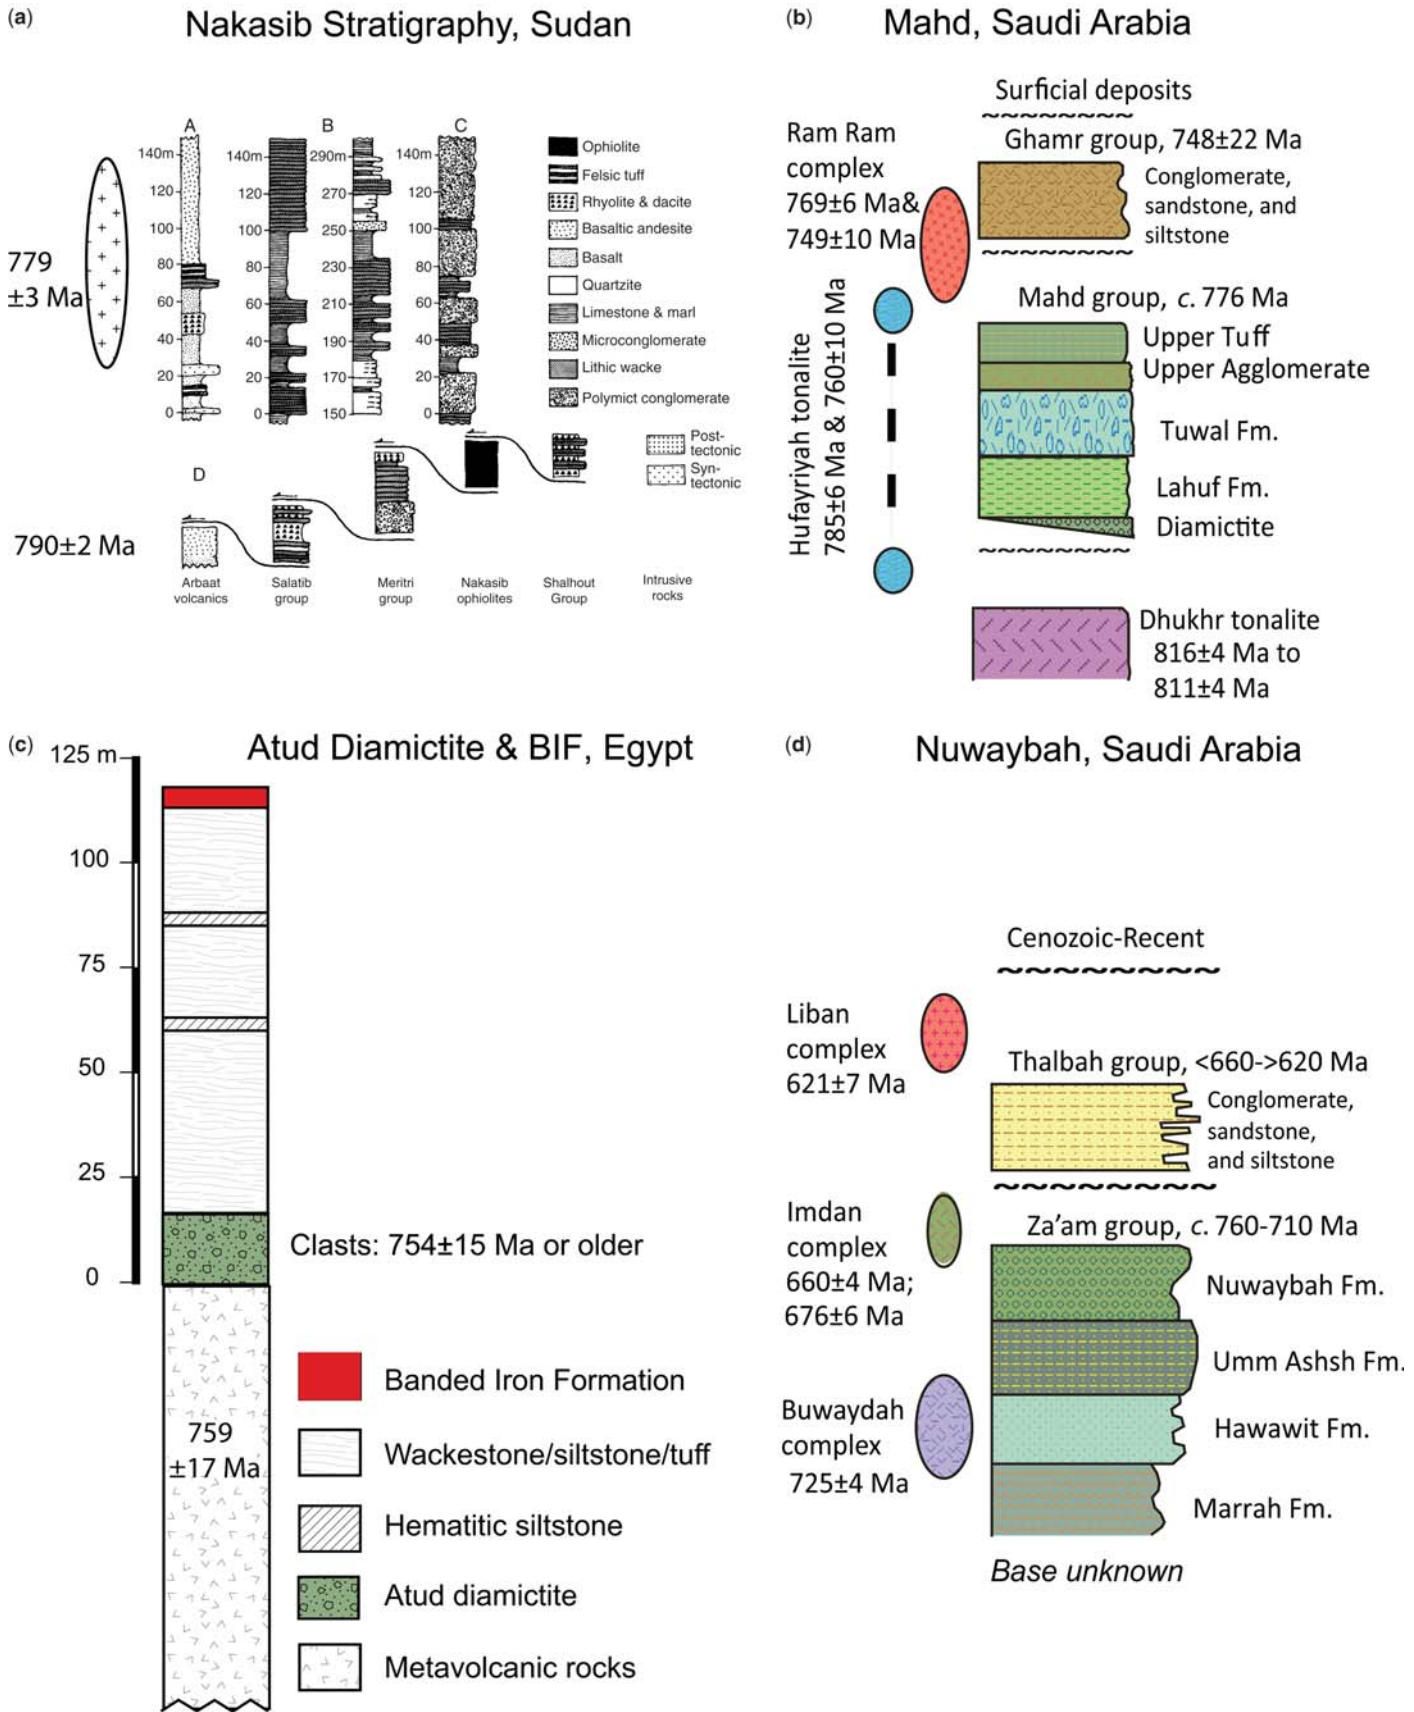 (a)
Nakasib Stratigraphy, Sudan
779
±3 Ma
790±2 Ma
A
140m
120
100
80
60
40
20
0
B
140m
120
100
80
60
40
20
0
290m
270
250
230
210
190
170
150
C
140m
120
100
80
60
40
20
0
Ophiolite
Felsic tuff
Rhyolite & dacite
Basaltic andesite
Basalt
Quartzite
Limestone & marl
Microconglomerate
Lithic wacke
Polymict conglomerate
Post-
tectonic
Syn-
tectonic
D
Arbaat
volcanics
Salatib
group
Meritri
group
Nakasib
ophiolites
Shalhout
Group
Intrusive
rocks
(b)
Mahd, Saudi Arabia
Surficial deposits
Ram Ram
complex
769±6 Ma&
749±10 Ma
Ghamr group, 748±22 Ma
Conglomerate,
sandstone, and
siltstone
Hufayriyah tonalite
785±6 Ma & 760±10 Ma
Mahd group, c. 776 Ma
Upper Tuff
Upper Agglomerate
Tuwal Fm.
Lahuf Fm.
Diamictite
Dhukhr tonalite
816±4 Ma to
811±4 Ma
(c)
Atud Diamictite & BIF, Egypt
125 m
100
75
50
25
0
Clasts: 754±15 Ma or older
759
±17 Ma
Banded Iron Formation
Wackestone/siltstone/tuff
Hematitic siltstone
Atud diamictite
Metavolcanic rocks
(d)
Nuwaybah, Saudi Arabia
Cenozoic-Recent
Liban
complex
621±7 Ma
Thalbah group, <660->620 Ma
Conglomerate,
sandstone,
and siltstone
Imdan
complex
660±4 Ma;
676±6 Ma
Za'am group, c. 760-710 Ma
Nuwaybah Fm.
Umm Ashsh Fm.
Hawawit Fm.
Marrah Fm.
Buwaydah
complex
725±4 Ma
Base unknown